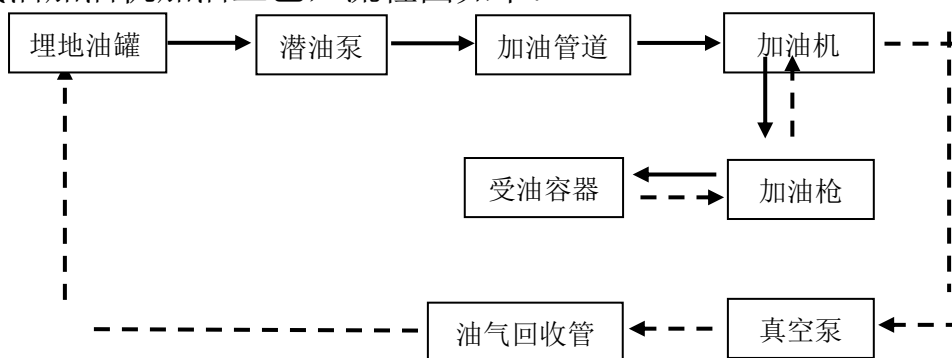 埋地油罐
潜油泵
加油管道
加油机
受油容器
加油枪
油气回收管
真空泵